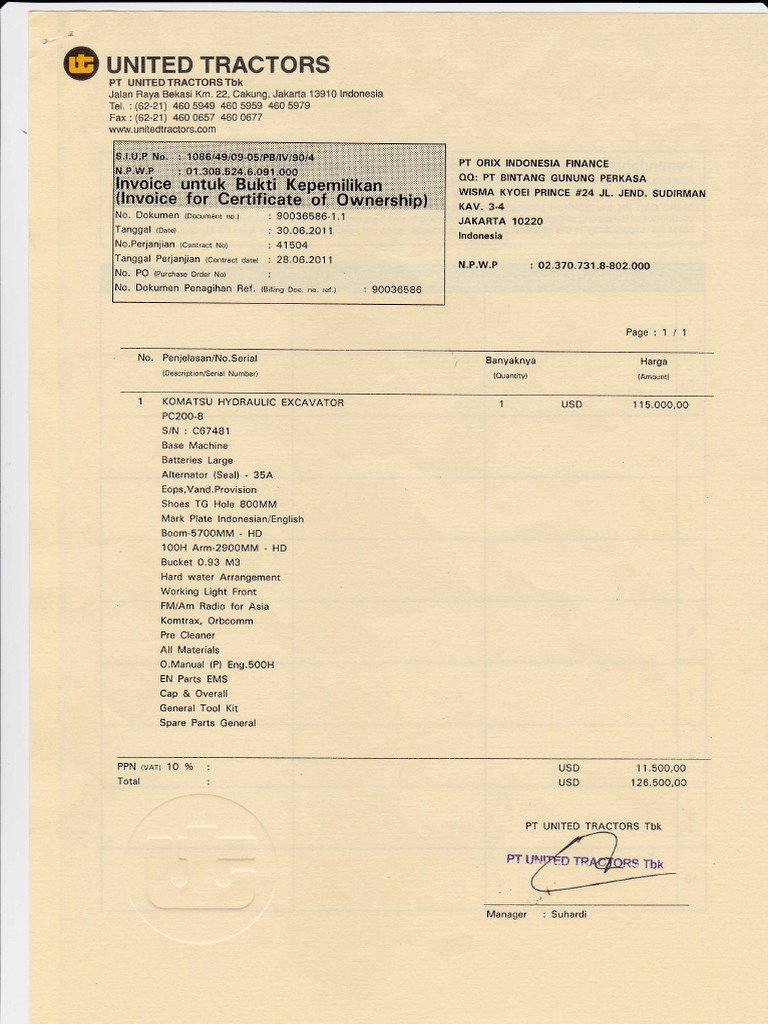 UNITED TRACTORS
PT UNITED TRACTORS Tbk
Jalan Raya Bekasi Km. 22, Cakung, Jakarta 13910 Indonesia
Tel. : (62-21) 460 5949 460 5959 460 5979
Fax : (62-21) 460 0657 460 0677
www.unitedtractors.com
S.I.U.P No. : 1086/49/09-05/PB/IV/90/4
N.P.W.P : 01.308.524.6.091.000
Invoice untuk Bukti Kepemilikan
(Invoice for Certificate of Ownership)
No. Dokumen (Document no.) : 90036586-1.1
Tanggal (Date) : 30.06.2011
No.Perjanjian (Contract No) : 41504
Tanggal Perjanjian (Contract date) : 28.06.2011
No. PO (Purchase Order No) :
No. Dokumen Penagihan Ref. (Billing Doc. no. ref.) : 90036586
PT ORIX INDONESIA FINANCE
QQ: PT BINTANG GUNUNG PERKASA
WISMA KYOEI PRINCE #24 JL. JEND. SUDIRMAN
KAV. 3-4
JAKARTA 10220
Indonesia
N.P.W.P : 02.370.731.8-802.000
Page : 1 / 1
No. Penjelasan/No.Serial Banyaknya Harga
(Description/Serial Number) (Quantity) (Amount)
1 KOMATSU HYDRAULIC EXCAVATOR 1 USD 115.000,00
PC200-8
S/N : C67481
Base Machine
Batteries Large
Alternator (Seal) - 35A
Eops,Vand.Provision
Shoes TG Hole 800MM
Mark Plate Indonesian/English
Boom-5700MM - HD
100H Arm-2900MM - HD
Bucket 0.93 M3
Hard water Arrangement
Working Light Front
FM/Am Radio for Asia
Komtrax, Orbcomm
Pre Cleaner
All Materials
O.Manual (P) Eng.500H
EN Parts EMS
Cap & Overall
General Tool Kit
Spare Parts General
PPN (VAT) 10 % : USD 11.500,00
Total : USD 126.500,00
PT UNITED TRACTORS Tbk
PT UNITED TRACTORS Tbk
Manager : Suhardi